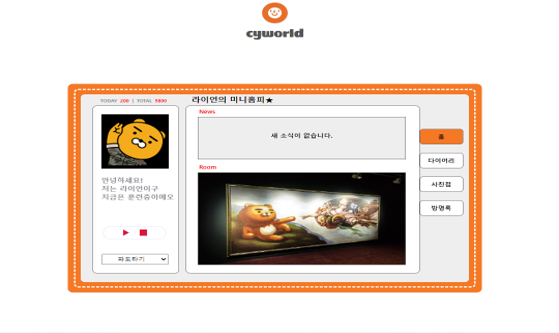 cyworld
TODAY 200 | TOTAL 5800
라이언의 미니홈피★
안녕하세요!
저는 라이언이구
지금은 훈련중이에오
파도타기
News
새 소식이 없습니다.
Room
홈
다이어리
사진첩
방명록